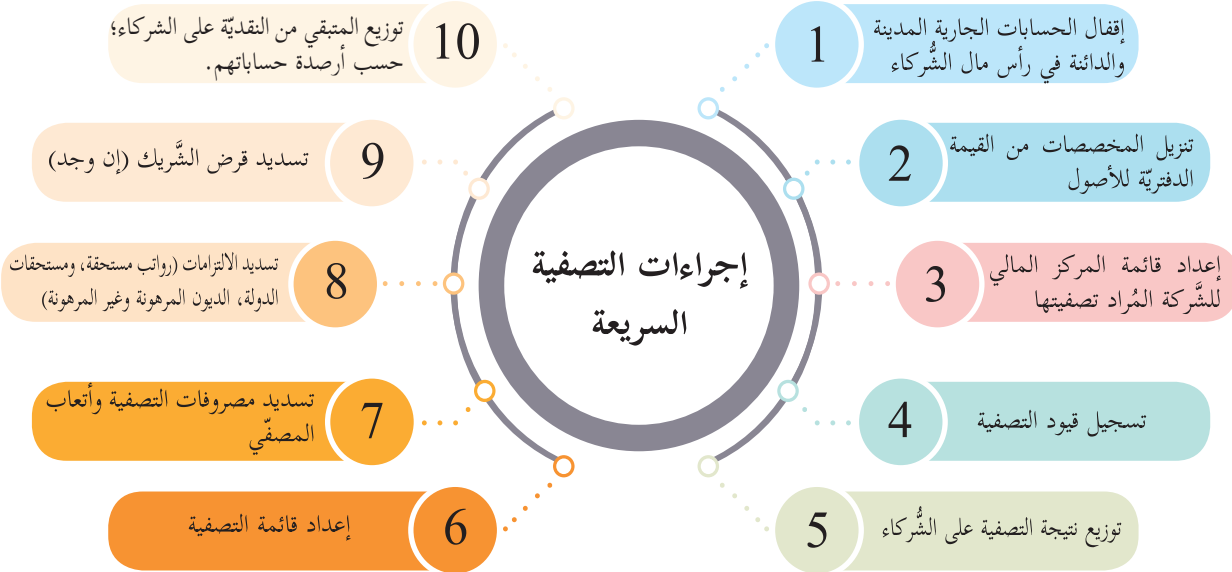 إجراءات التصفية
السريعة
1
إقفال الحسابات الجارية المدينة
والدائنة في رأس مال الشُّركاء
2
تنزيل المخصصات من القيمة
الدفتريّة للأصول
3
إعداد قائمة المركز المالي
للشَّركة المُراد تصفيتها
4
تسجيل قيود التصفية
5
توزيع نتيجة التصفية على الشُّركاء
6
إعداد قائمة التصفية
7
تسديد مصروفات التصفية وأتعاب
المصفّي
8
تسديد الالتزامات (رواتب مستحقة، ومستحقات
الدولة، الديون المرهونة وغير المرهونة)
9
تسديد قرض الشَّريك (إن وجد)
10
توزيع المتبقي من النقديّة على الشركاء؛
حسب أرصدة حساباتهم.